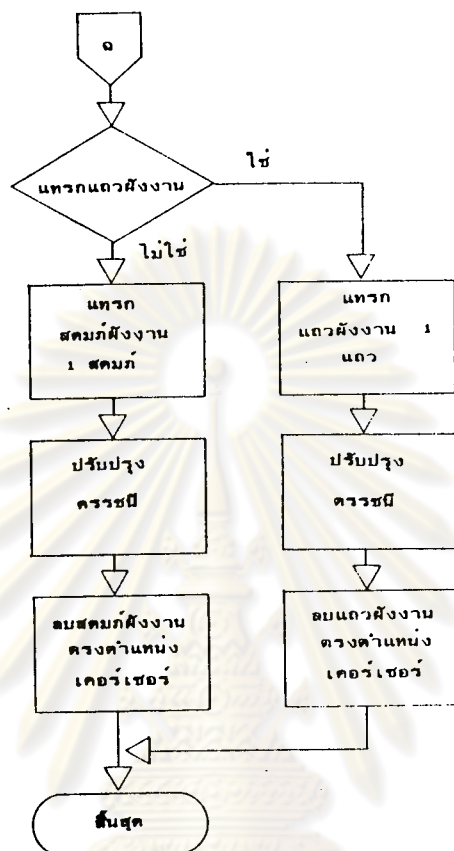 ฉ
แทรกแถวผังงาน
ใช่
ไม่ใช่
แทรก
สดมภ์ผังงาน
1 สดมภ์
แทรก
แถวผังงาน 1
แถว
ปรับปรุง
ดรรชนี
ปรับปรุง
ดรรชนี
ลบสดมภ์ผังงาน
ตรงตำแหน่ง
เคอร์เซอร์
ลบแถวผังงาน
ตรงตำแหน่ง
เคอร์เซอร์
สิ้นสุด